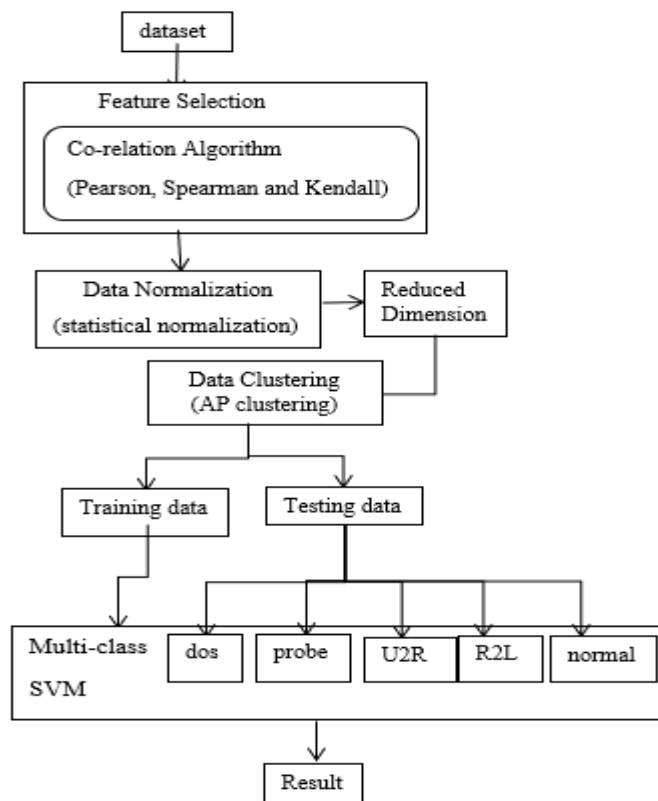 dataset
Feature Selection
Co-relation Algorithm
(Pearson, Spearman and Kendall)
Data Normalization
(statistical normalization)
Reduced
Dimension
Data Clustering
(AP clustering)
Training data
Testing data
Multi-class
SVM
dos
probe
U2R
R2L
normal
Result